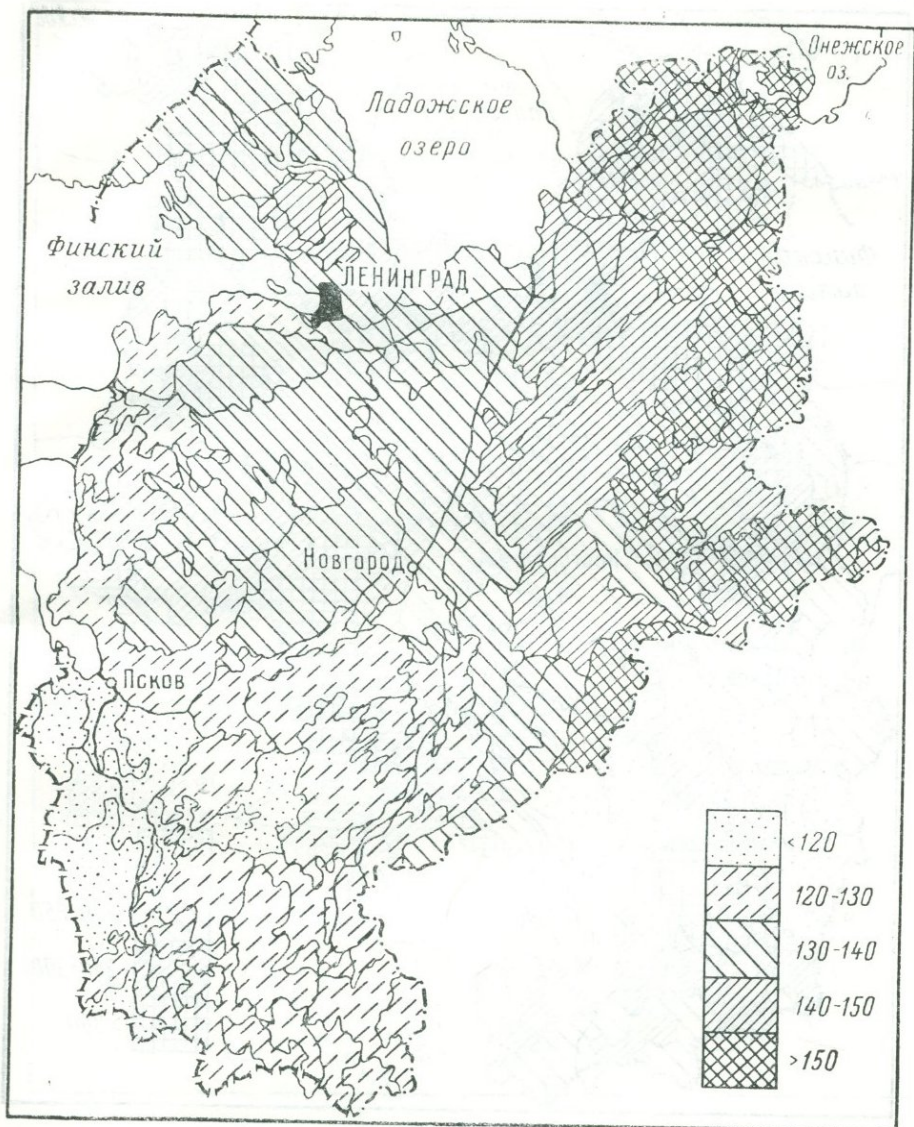 Онежское
оз.
Ладожское
озеро
Финский
залив
ЛЕНИНГРАД
Новгород
Псков
<120
120-130
130-140
140-150
>150